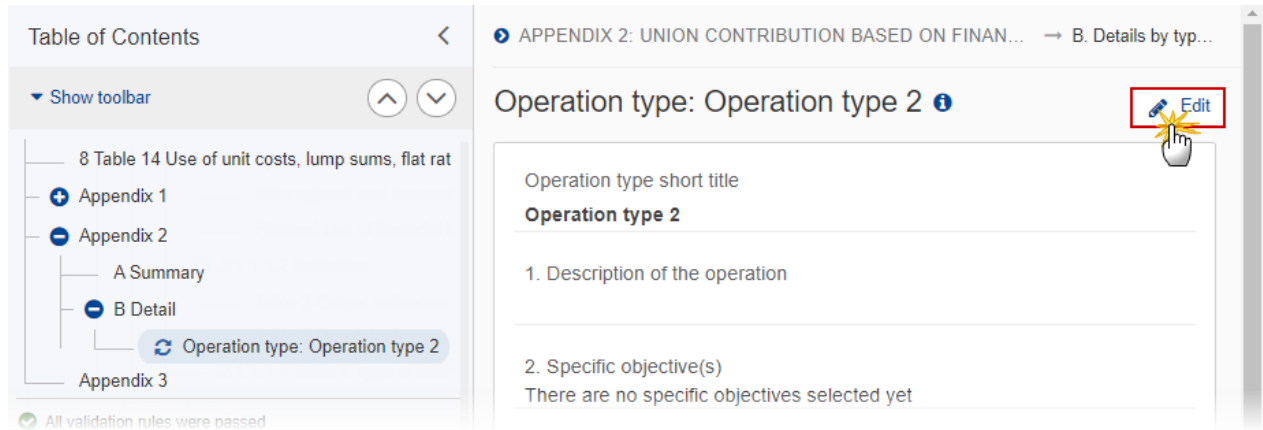 Table of Contents
Show toolbar
8 Table 14 Use of unit costs, lump sums, flat rat
Appendix 1
Appendix 2
A Summary
B Detail
Operation type: Operation type 2
Appendix 3
All validation rules were passed
APPENDIX 2: UNION CONTRIBUTION BASED ON FINAN... → B. Details by typ...
Operation type: Operation type 2
Edit
Operation type short title
Operation type 2
1. Description of the operation
2. Specific objective(s)
There are no specific objectives selected yet